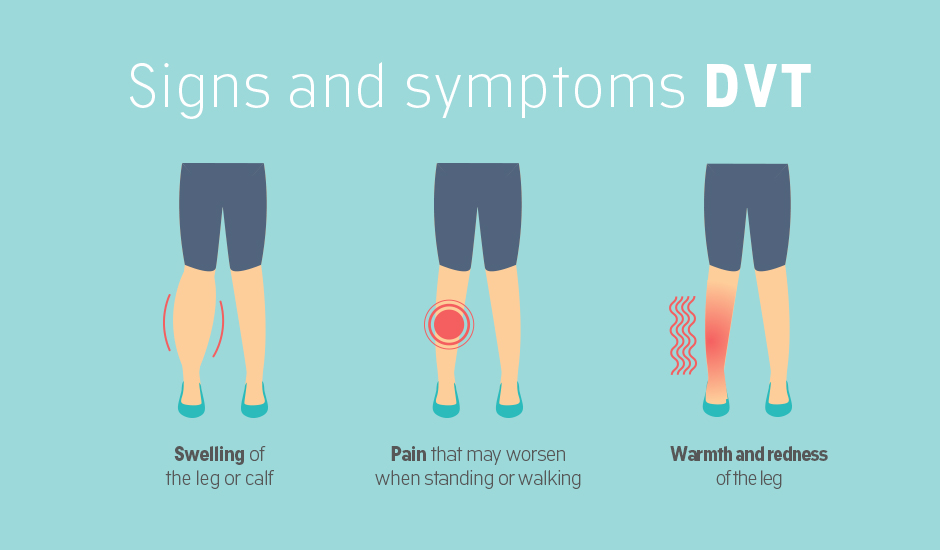 Signs and symptoms DVT
Swelling of
the leg or calf
Pain that may worsen
when standing or walking
Warmth and redness
of the leg